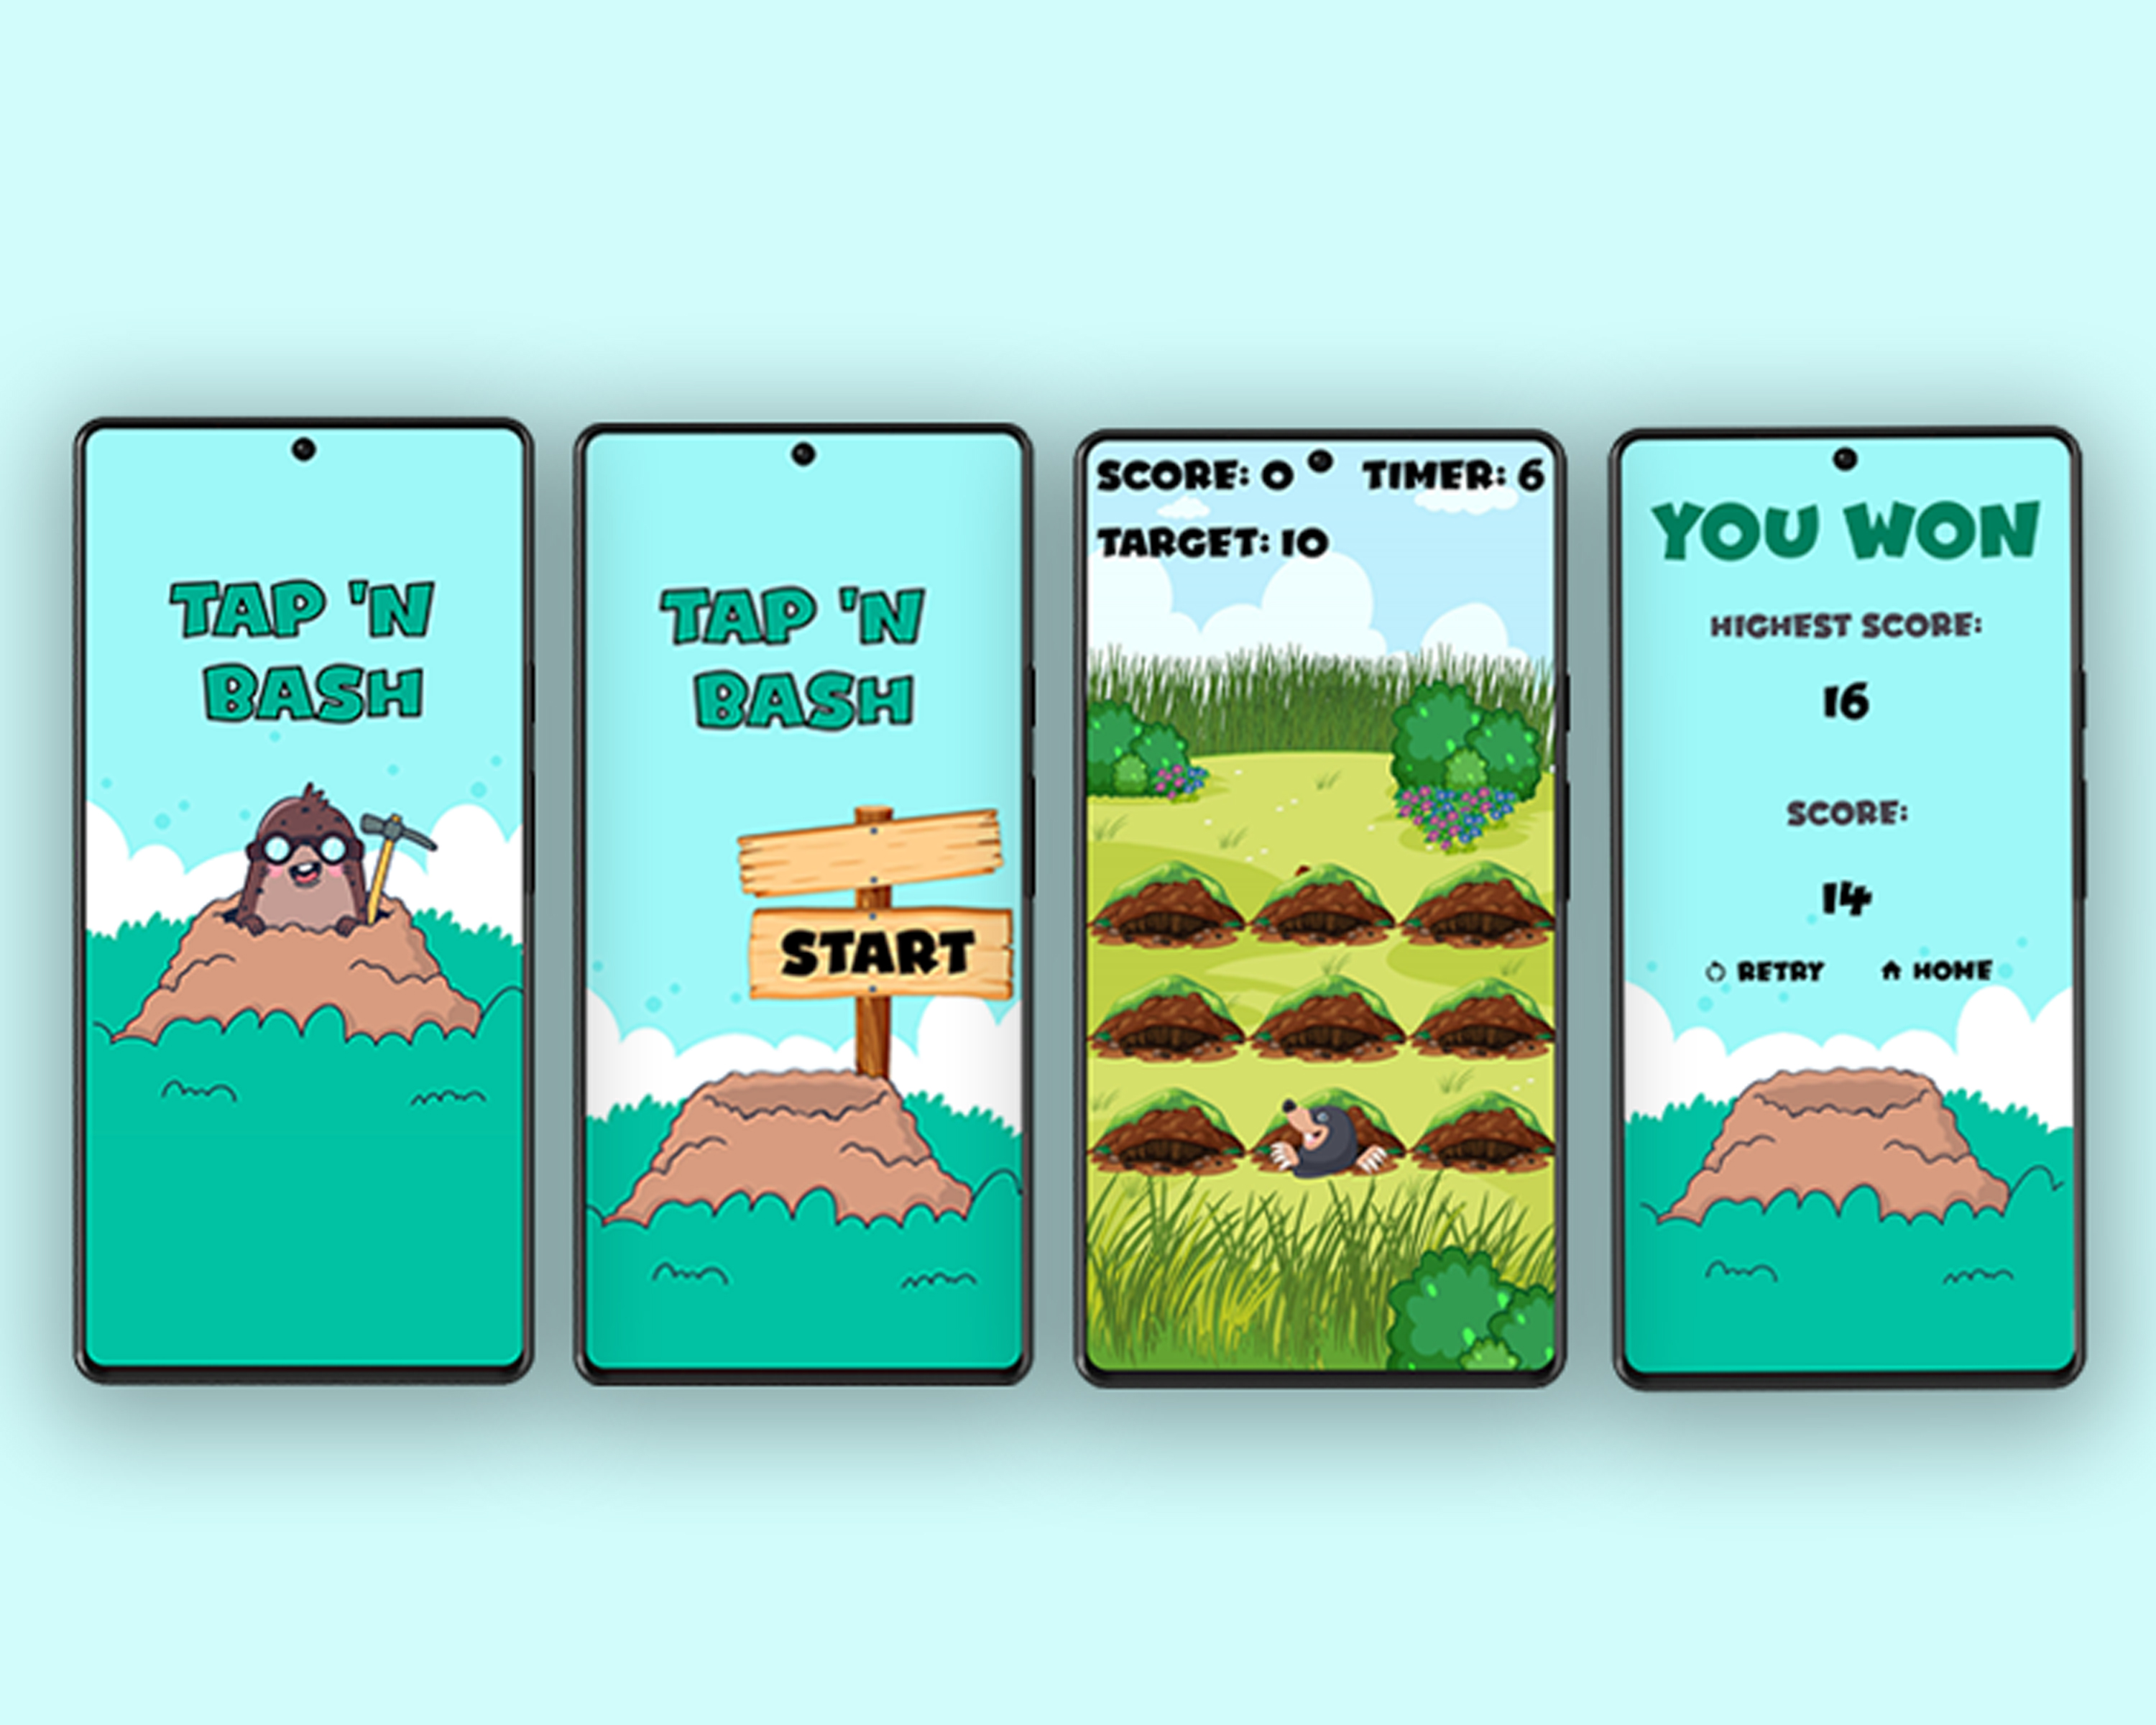 TAP 'N
BASH
TAP 'N
BASH
START
SCORE: 0 TIMER: 6
TARGET: 10
YOU WON
HIGHEST SCORE:
16
SCORE:
14
RETRY HOME